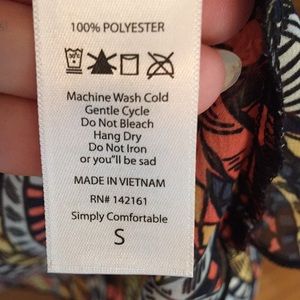 100% POLYESTER
30°c
Machine Wash Cold
Gentle Cycle
Do Not Bleach
Hang Dry
Do Not Iron
or you"ll be sad
MADE IN VIETNAM
RN# 142161
Simply Comfortable
S